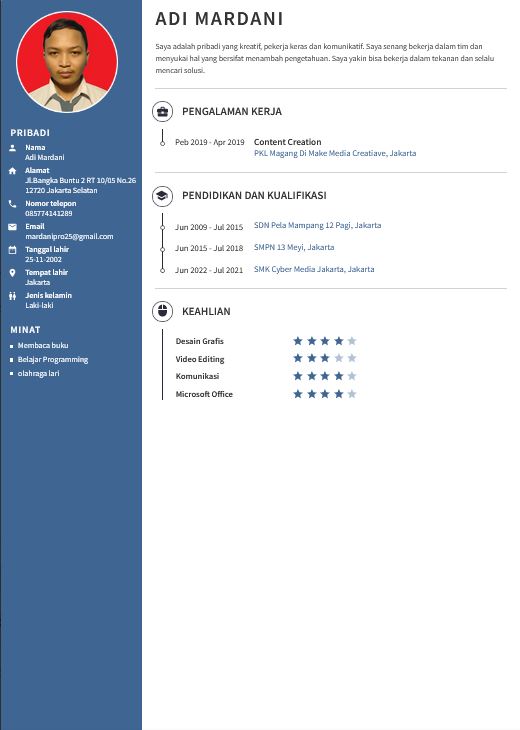 ADI MARDANI
Saya adalah pribadi yang kreatif, pekerja keras dan komunikatif. Saya senang bekerja dalam tim dan
menyukai hal yang bersifat menambah pengetahuan. Saya yakin bisa bekerja dalam tekanan dan selalu
mencari solusi.
PRIBADI
Nama
Adi Mardani
Alamat
Jl.Bangka Buntu 2 RT 10/05 No.26
12720 Jakarta Selatan
Nomor telepon
085774141289
Email
mardanipro25@gmail.com
Tanggal lahir
25-11-2002
Tempat lahir
Jakarta
Jenis kelamin
Laki-laki
MINAT
Membaca buku
Belajar Programming
olahraga lari
PENGALAMAN KERJA
Peb 2019 - Apr 2019 Content Creation
PKL Magang Di Make Media Creatiave, Jakarta
PENDIDIKAN DAN KUALIFIKASI
Jun 2009 - Jul 2015 SDN Pela Mampang 12 Pagi, Jakarta
Jun 2015 - Jul 2018 SMPN 13 Meyi, Jakarta
Jun 2022 - Jul 2021 SMK Cyber Media Jakarta, Jakarta
KEAHLIAN
Desain Grafis
Video Editing
Komunikasi
Microsoft Office